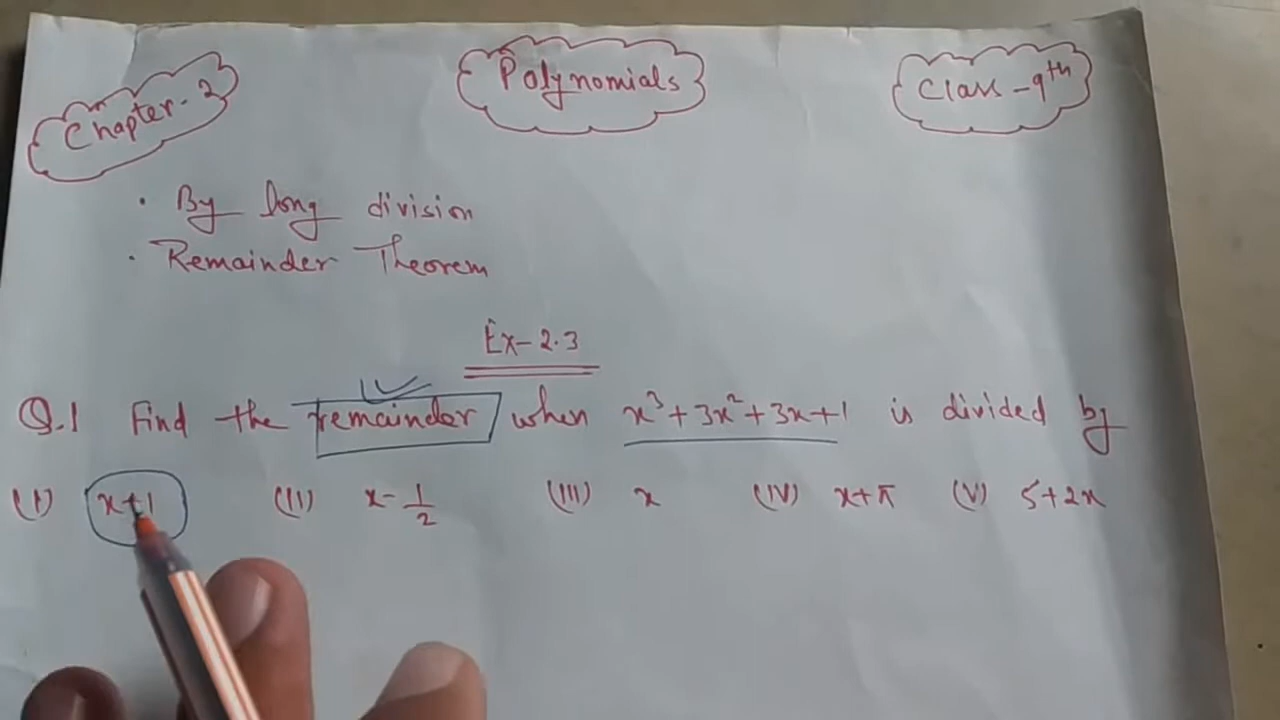 Chapter-2
Polynomials
Class-9th
· By long division
· Remainder Theorem
Ex-2.3
Q.1 Find the remainder when x³+3x²+3x+1 is divided by
(I) x+1 (II) x-1/2 (III) x (IV) x+π (V) 5+2x